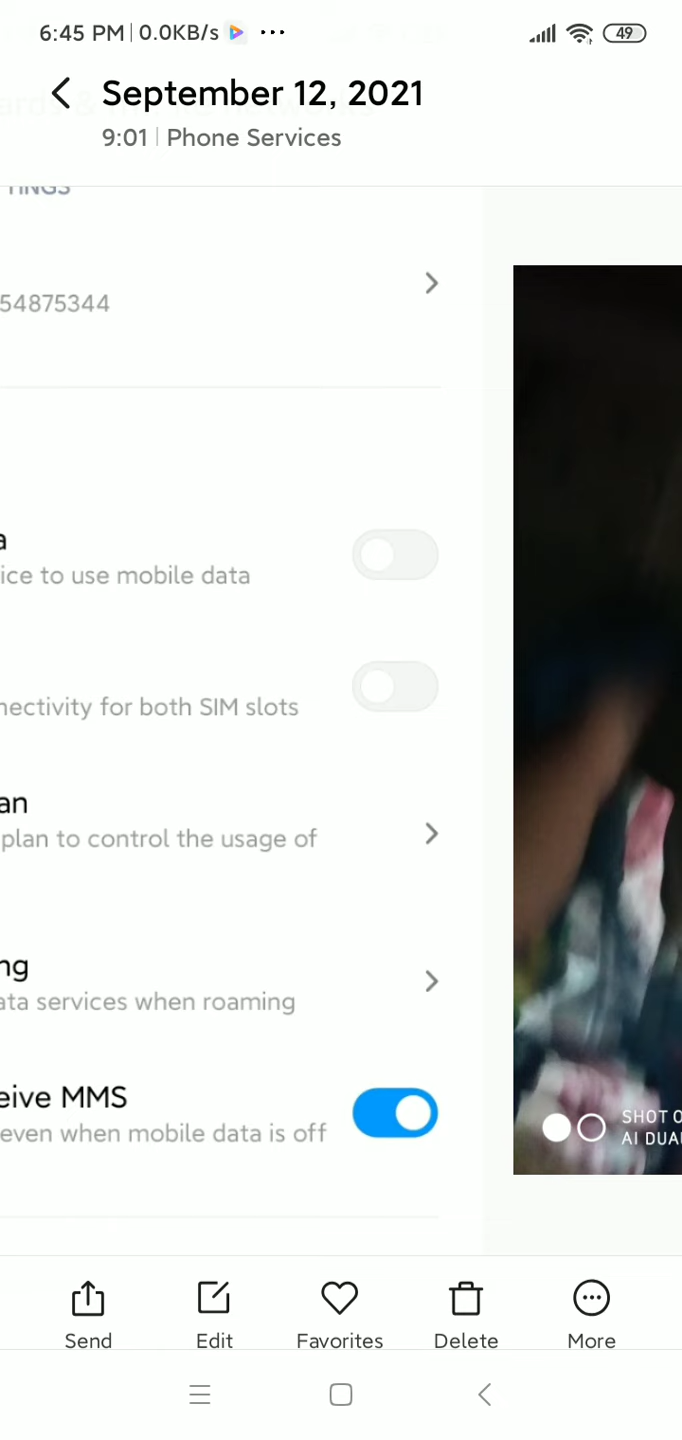 6:45 PM | 0.0KB/s ...
49
September 12, 2021
9:01 | Phone Services
TINGS
54875344
a
ice to use mobile data
nectivity for both SIM slots
an
plan to control the usage of
ng
ata services when roaming
eive MMS
even when mobile data is off
SHOT O
AI DUA
Send Edit Favorites Delete More